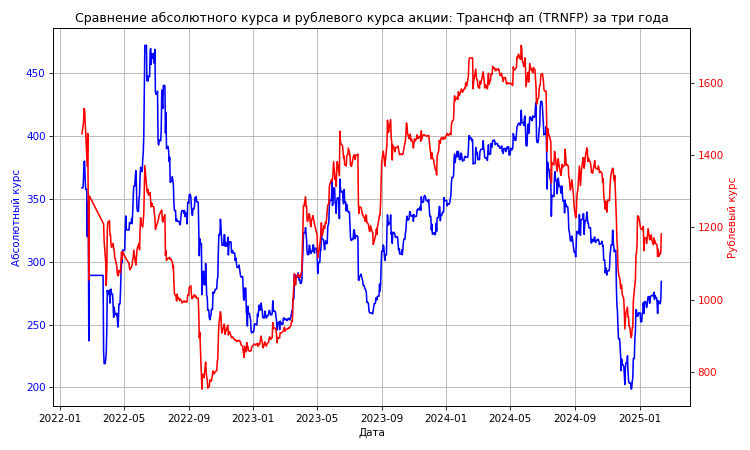 Сравнение абсолютного курса и рублевого курса акции: Транснф ап (TRNFP) за три года
Абсолютный курс
450
400
350
300
250
200
1600
1400
1200
1000
800
Рублевый курс
2022-01 2022-05 2022-09 2023-01 2023-05 2023-09 2024-01 2024-05 2024-09 2025-01
Дата